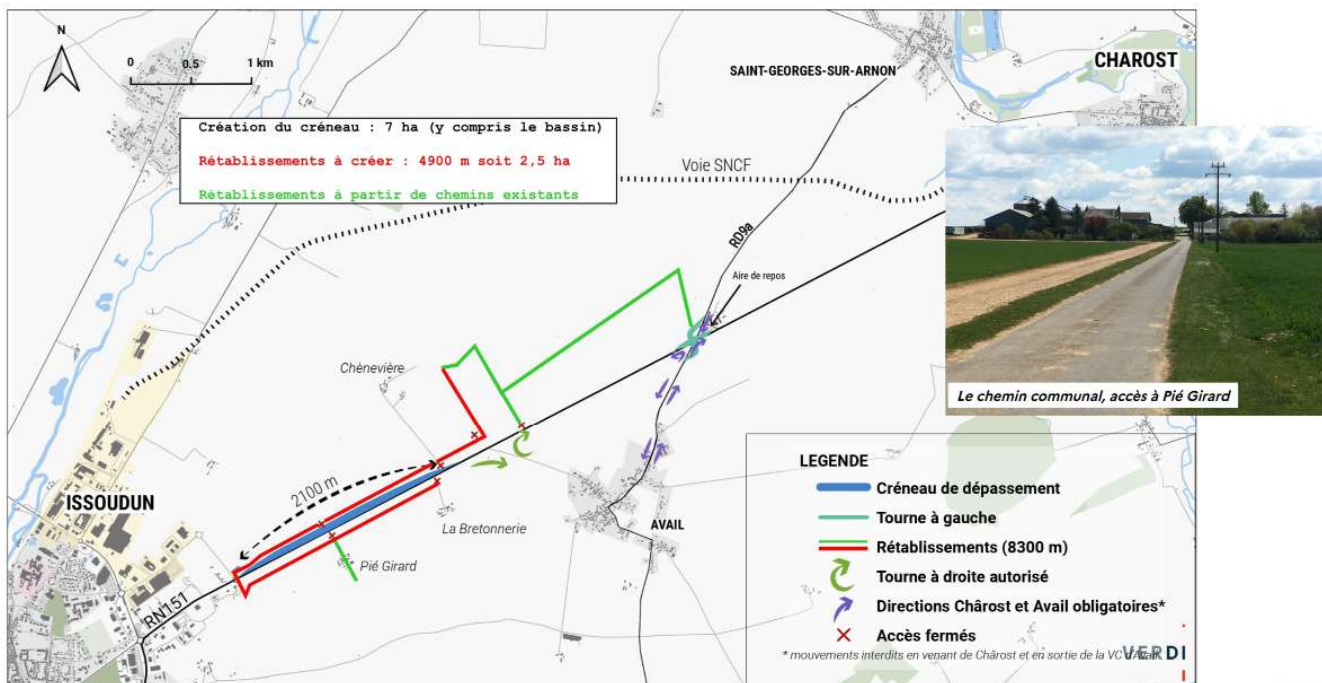 N
0 0.5 1 km
SAINT-GEORGES-SUR-ARNON
CHAROST
Création du créneau : 7 ha (y compris le bassin)
Rétablissements à créer : 4900 m soit 2,5 ha
Rétablissements à partir de chemins existants
Voie SNCF
RD9a
Aire de repos
Le chemin communal, accès à Pié Girard
Chènevière
2100 m
ISSOUDUN
La Bretonnerie
AVAIL
Pié Girard
RN151
LEGENDE
Créneau de dépassement
Tourne à gauche
Rétablissements (8300 m)
Tourne à droite autorisé
Directions Chârost et Avail obligatoires*
Accès fermés
* mouvements interdits en venant de Chârost et en sortie de la VC d'Avail
VERDI